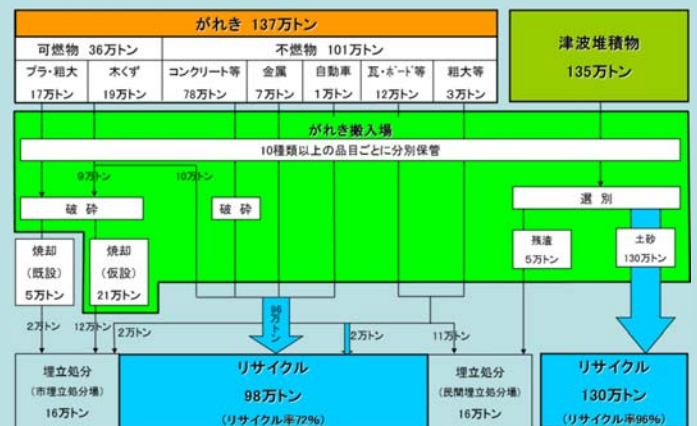 がれき 137万トン
可燃物 36万トン
不燃物 101万トン
プラ・粗大
17万トン
木くず
19万トン
コンクリート等
78万トン
金属
7万トン
自動車
1万トン
瓦・ボード等
12万トン
粗大等
3万トン
津波堆積物
135万トン
がれき搬入場
10種類以上の品目ごとに分別保管
9万トン
10万トン
破 砕
破 砕
選 別
焼却
(既設)
5万トン
焼却
(仮設)
21万トン
残渣
5万トン
土砂
130万トン
96万トン
2万トン
12万トン
2万トン
2万トン
11万トン
埋立処分
(市埋立処分場)
16万トン
リサイクル
98万トン
(リサイクル率72%)
埋立処分
(民間埋立処分場)
16万トン
リサイクル
130万トン
(リサイクル率96%)